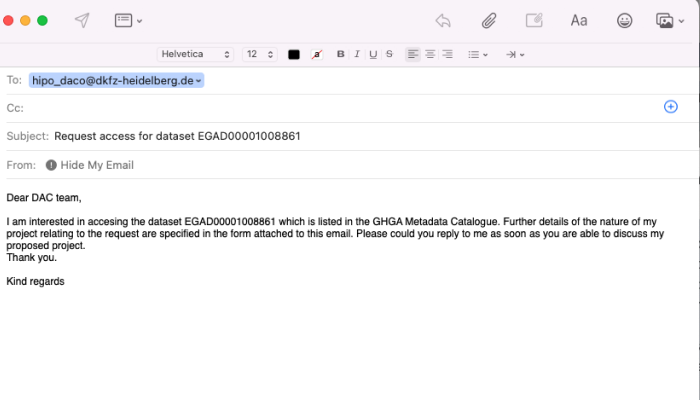 Aa
Helvetica 12 a B I U S
To: hipo_daco@dkfz-heidelberg.de
Cc:
Subject: Request access for dataset EGAD00001008861
From: ! Hide My Email
Dear DAC team,
I am interested in accesing the dataset EGAD00001008861 which is listed in the GHGA Metadata Catalogue. Further details of the nature of my
project relating to the request are specified in the form attached to this email. Please could you reply to me as soon as you are able to discuss my
proposed project.
Thank you.
Kind regards